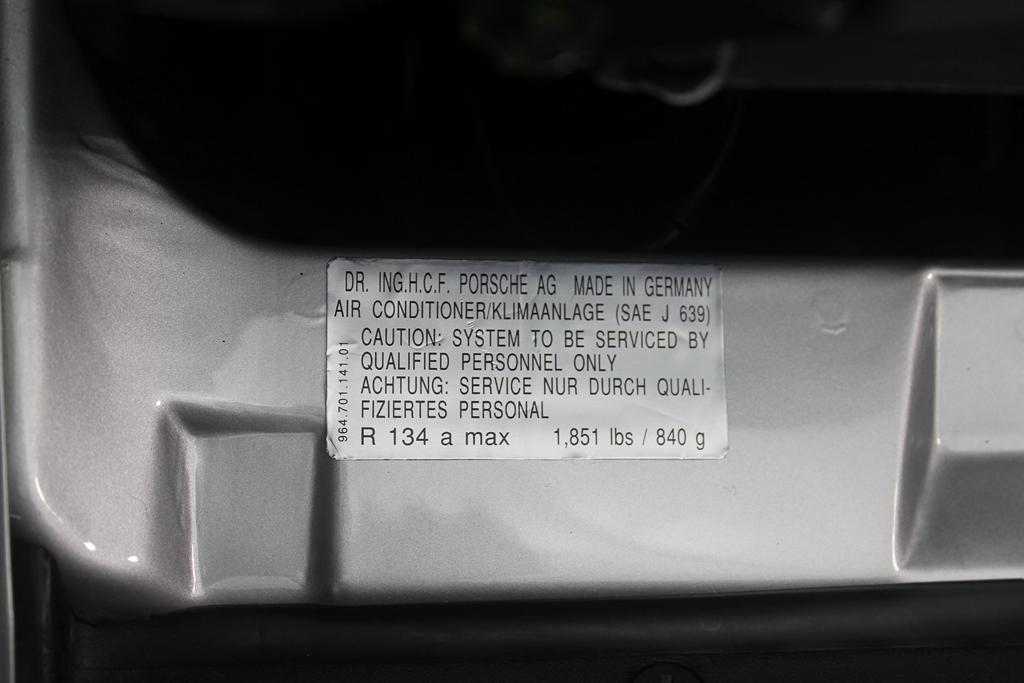 DR. ING.H.C.F. PORSCHE AG MADE IN GERMANY
AIR CONDITIONER/KLIMAANLAGE (SAE J 639)
CAUTION: SYSTEM TO BE SERVICED BY
QUALIFIED PERSONNEL ONLY
ACHTUNG: SERVICE NUR DURCH QUALI-
FIZIERTES PERSONAL
R 134 a max 1,851 lbs / 840 g
964.701.141.01